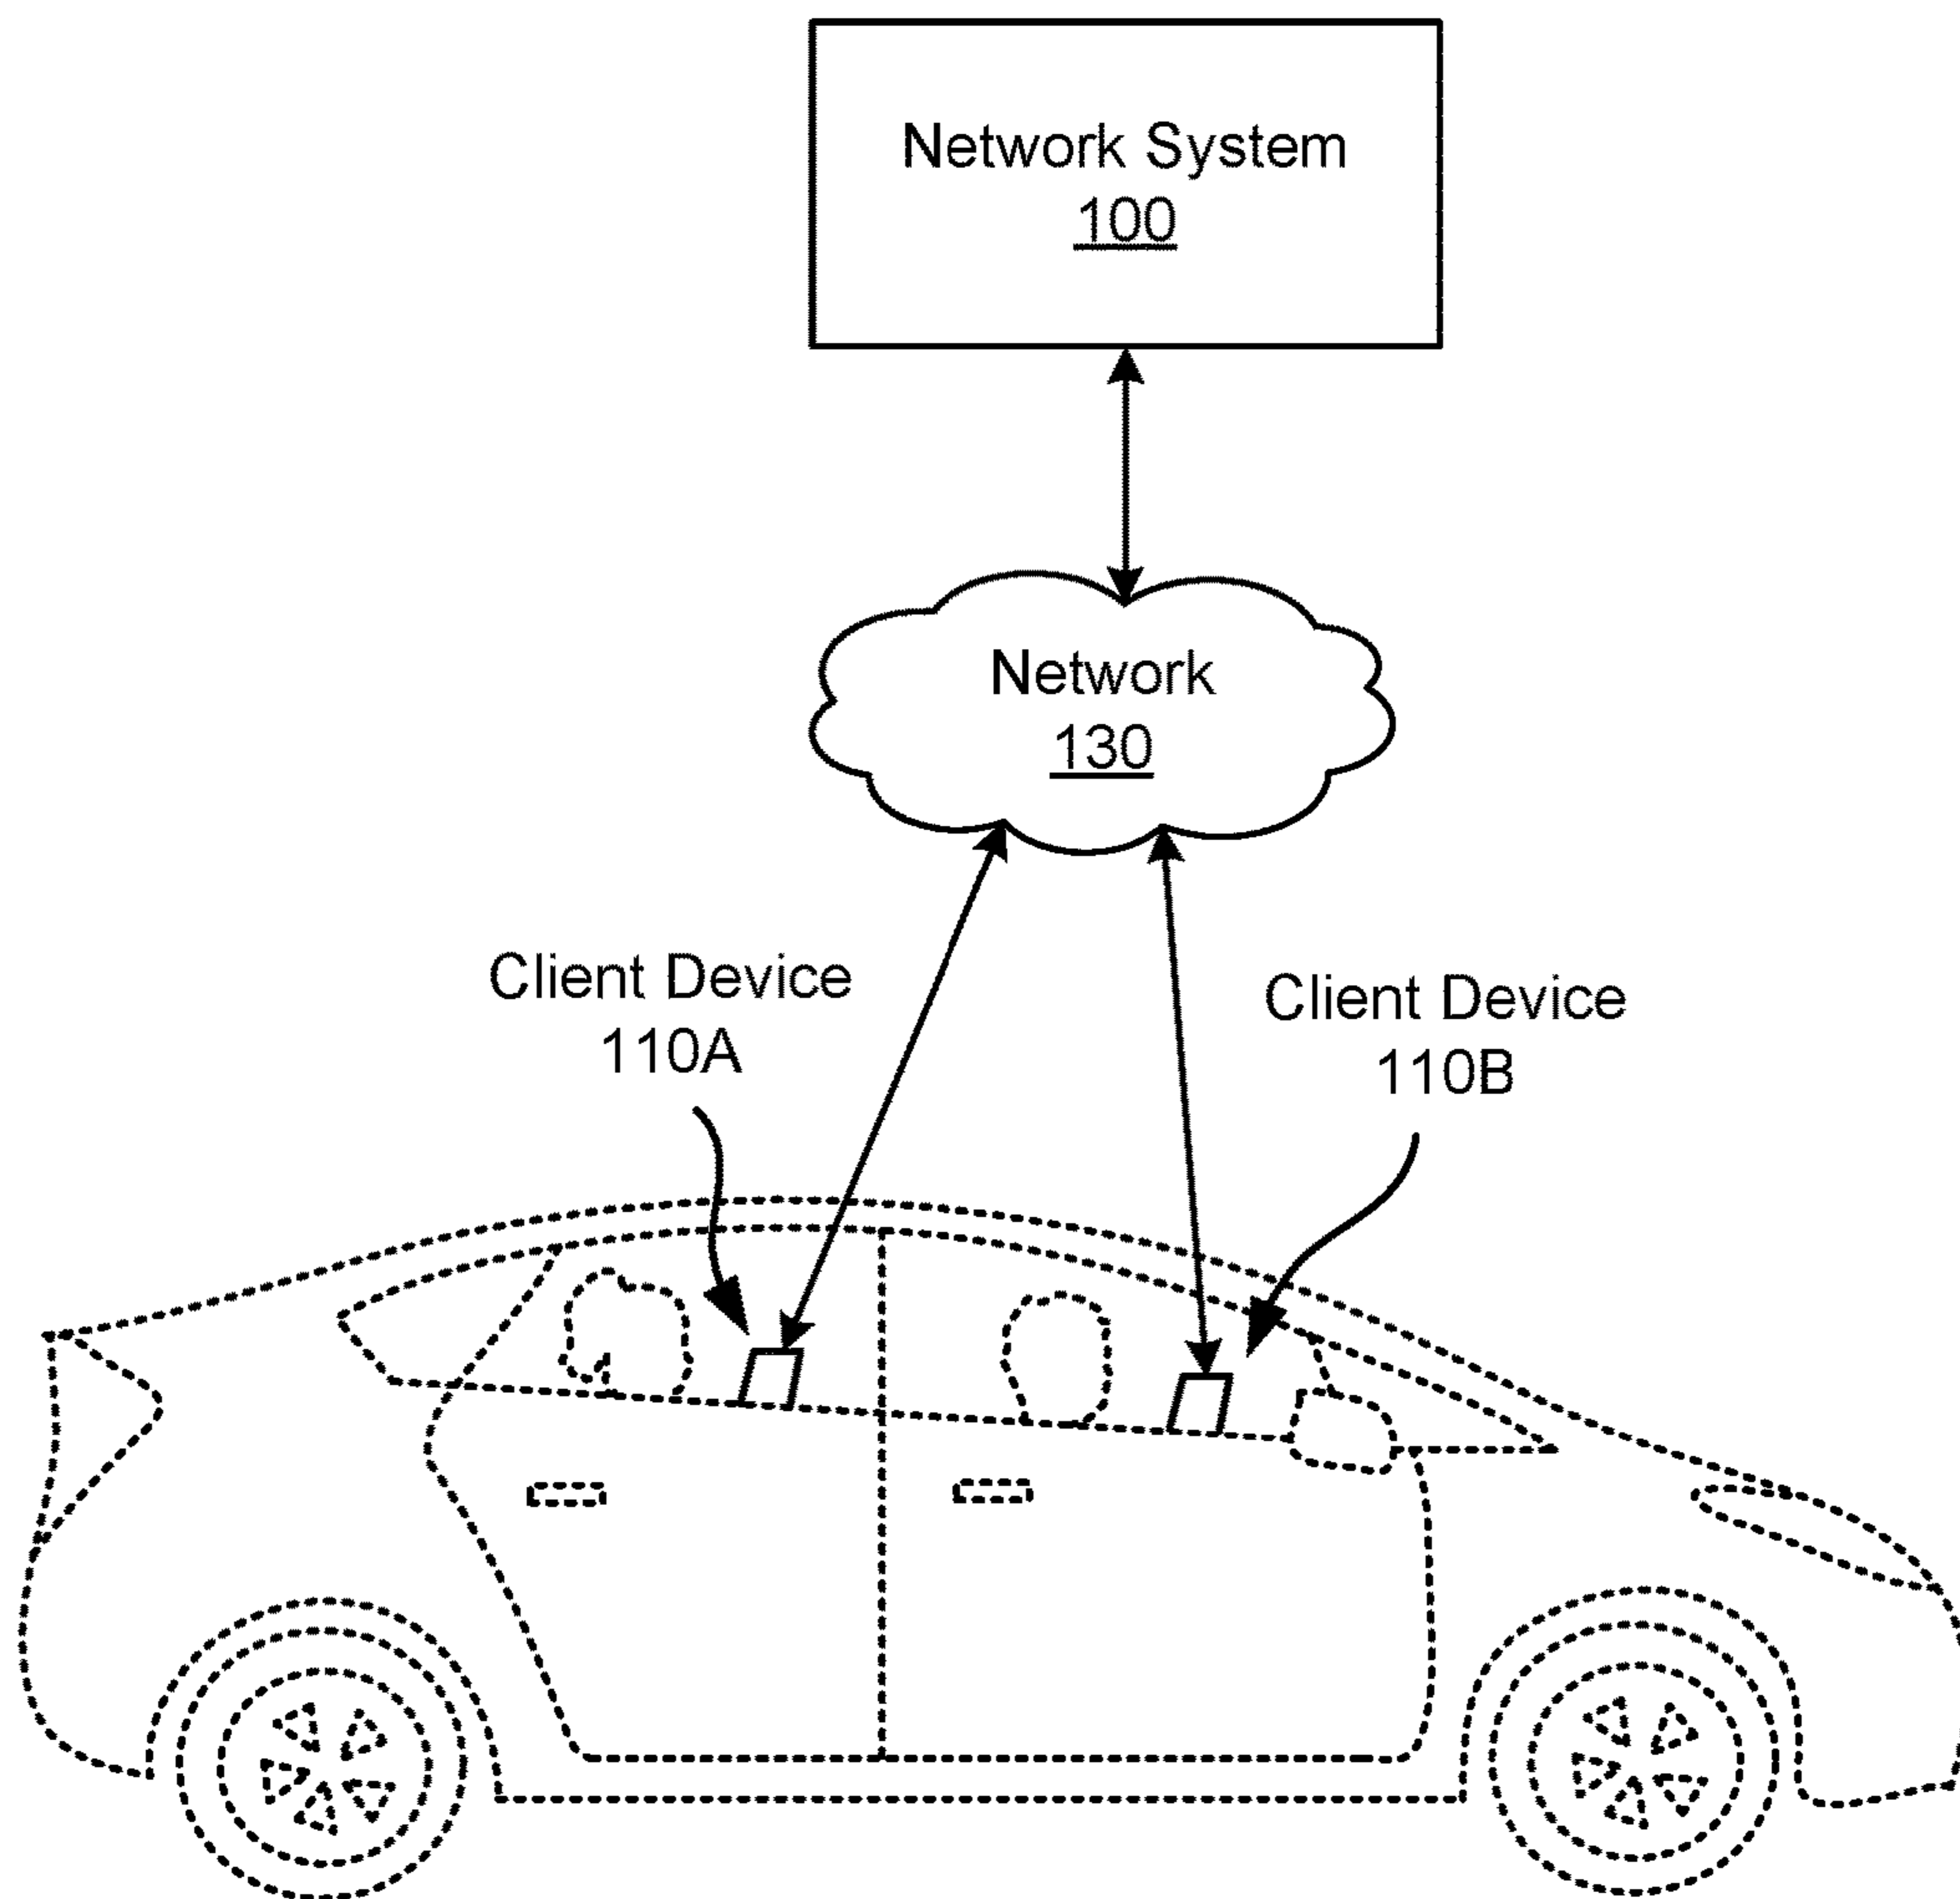 Network System
100
Network
130
Client Device
110A
Client Device
110B